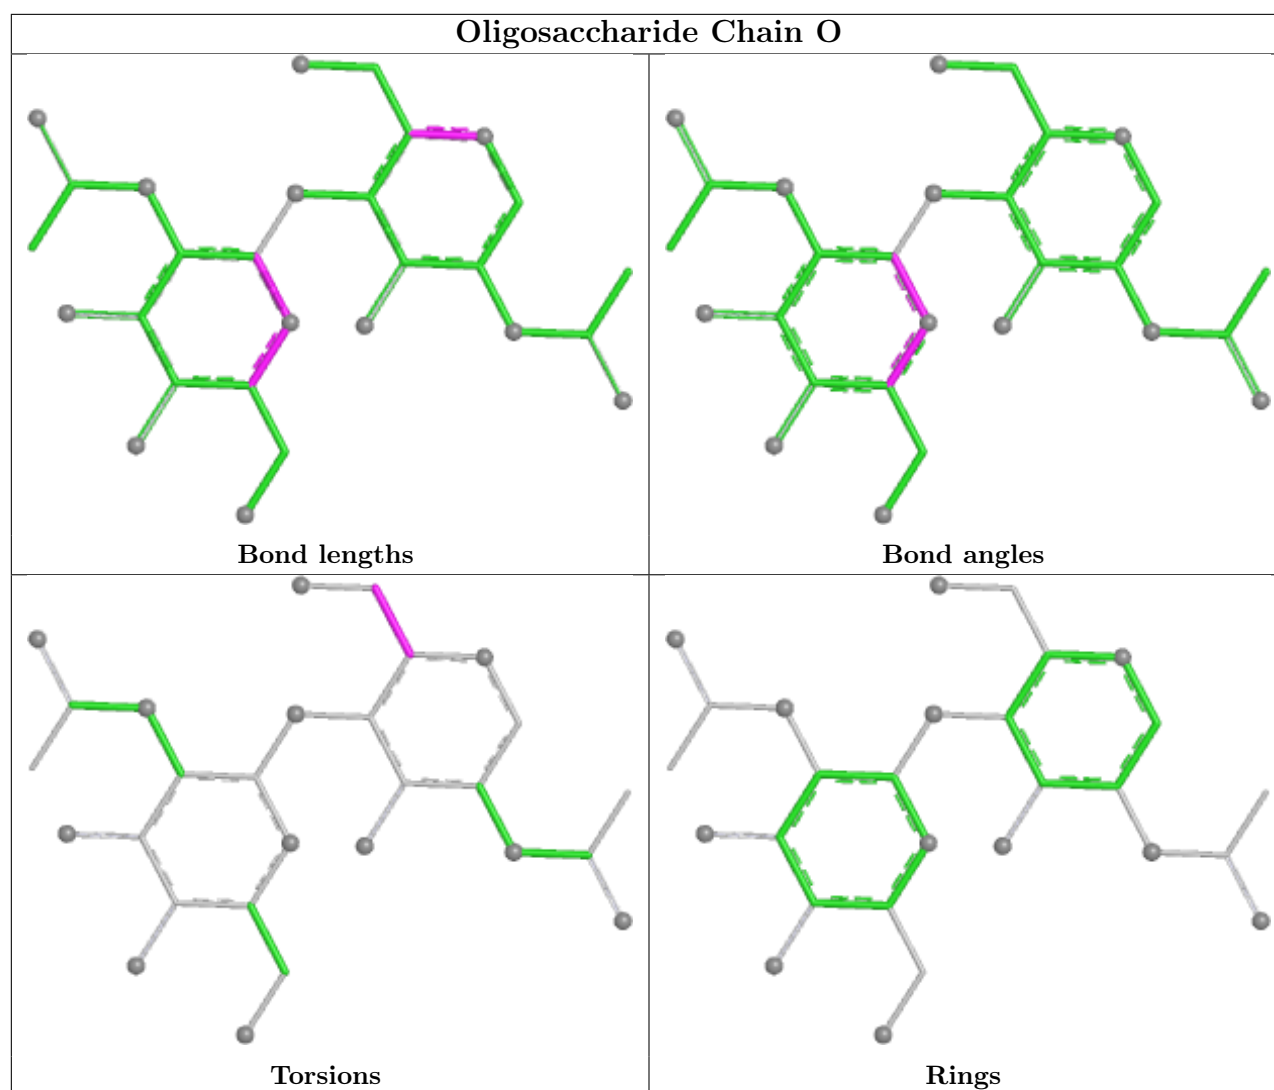 Oligosaccharide Chain O
Bond lengths
Bond angles
Torsions
Rings